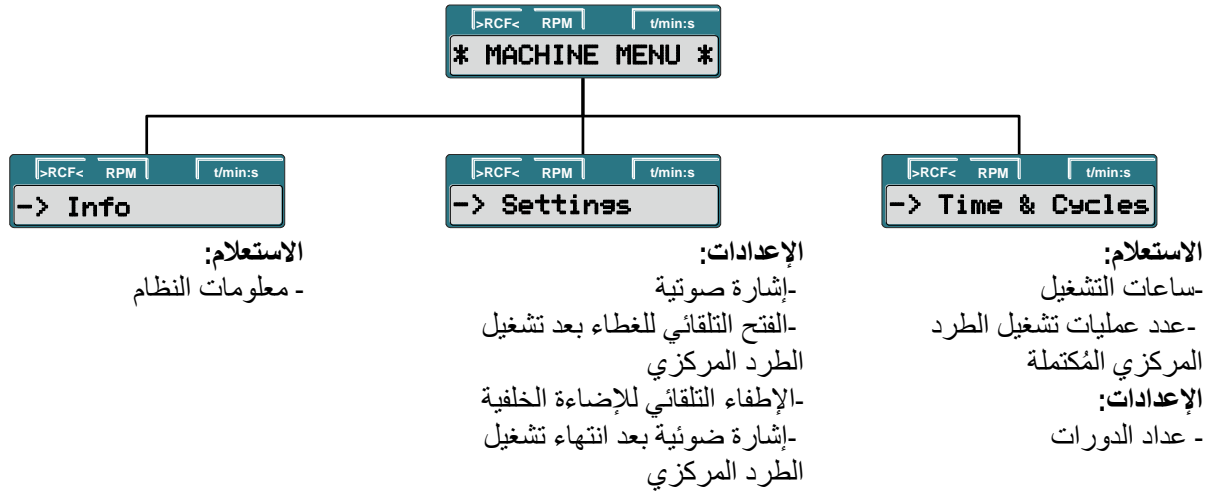 >RCF< RPM t/min:s
* MACHINE MENU *
>RCF< RPM t/min:s
-> Info
الاستعلام:
- معلومات النظام
>RCF< RPM t/min:s
-> Settings
الإعدادات:
-إشارة صوتية
-الفتح التلقائي للغطاء بعد تشغيل
الطرد المركزي
-الإطفاء التلقائي للإضاءة الخلفية
-إشارة ضوئية بعد انتهاء تشغيل
الطرد المركزي
>RCF< RPM t/min:s
-> Time & Cycles
الاستعلام:
-ساعات التشغيل
-عدد عمليات تشغيل الطرد
المركزي المُكتملة
الإعدادات:
- عداد الدورات